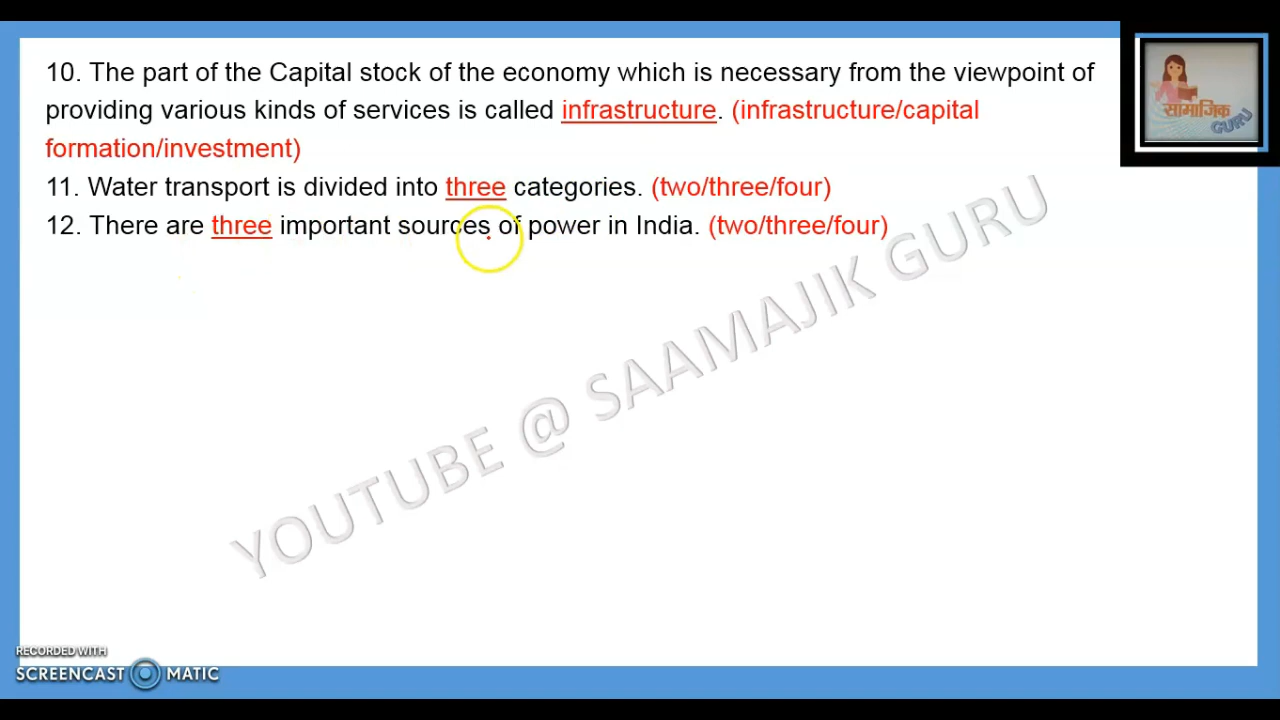 10. The part of the Capital stock of the economy which is necessary from the viewpoint of
providing various kinds of services is called infrastructure. (infrastructure/capital
formation/investment)
11. Water transport is divided into three categories. (two/three/four)
12. There are three important sources of power in India. (two/three/four)
सामाजिक
GURU
YOUTUBE @ SAAMAJIK GURU
RECORDED WITH
SCREENCAST MATIC